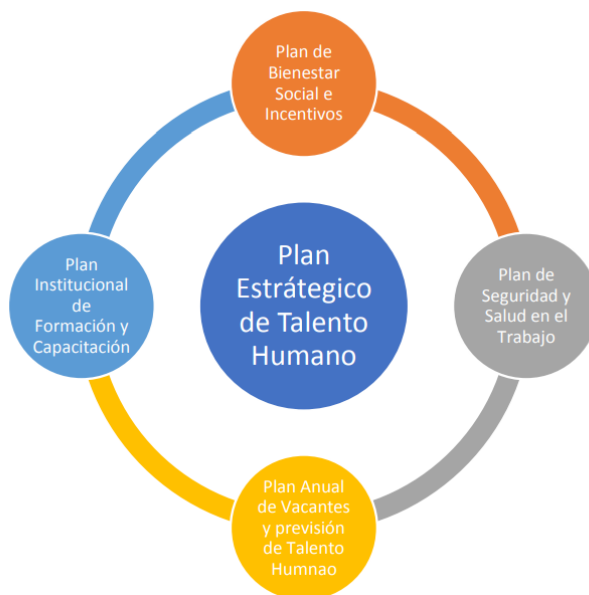 Plan de
Bienestar
Social e
Incentivos
Plan
Institucional
de
Formación y
Capacitación
Plan
Estrátegico
de Talento
Humano
Plan de
Seguridad y
Salud en el
Trabajo
Plan Anual
de Vacantes
y previsión
de Talento
Humnao